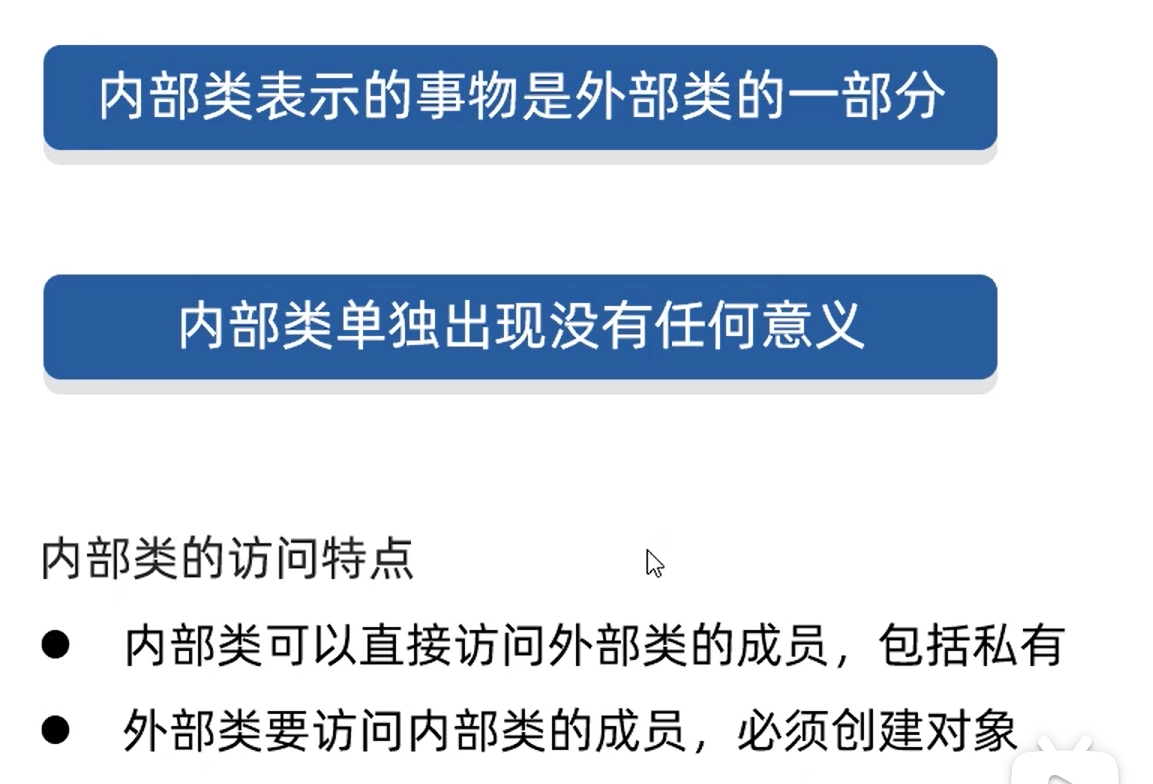 内部类表示的事物是外部类的一部分
内部类单独出现没有任何意义
内部类的访问特点
● 内部类可以直接访问外部类的成员，包括私有
● 外部类要访问内部类的成员，必须创建对象